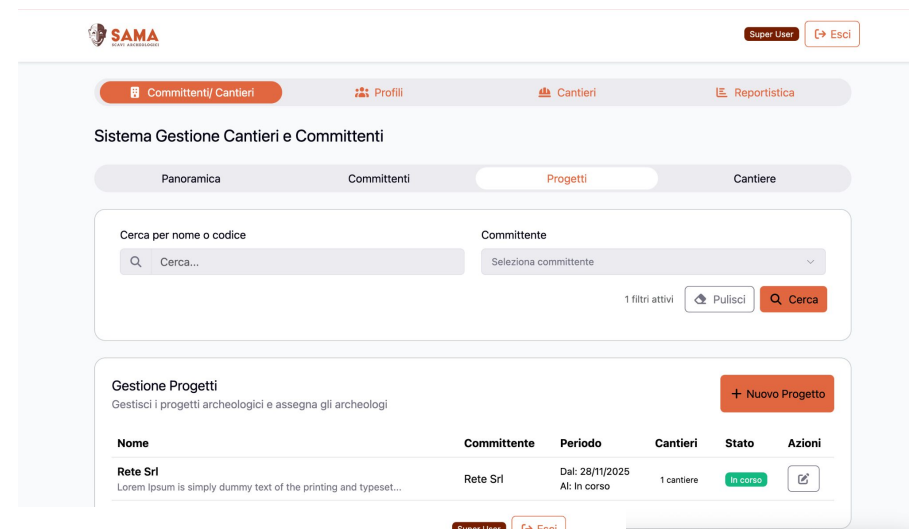 SAMA
SCAVI ARCHEOLOGICI
Super User
Esci
Committenti/ Cantieri
Profili
Cantieri
Reportistica
Sistema Gestione Cantieri e Committenti
Panoramica
Committenti
Progetti
Cantiere
Cerca per nome o codice
Committente
Cerca...
Seleziona committente
1 filtri attivi
Pulisci
Cerca
Gestione Progetti
Gestisci i progetti archeologici e assegna gli archeologi
+ Nuovo Progetto
Nome Committente Periodo Cantieri Stato Azioni
Rete Srl
Lorem Ipsum is simply dummy text of the printing and typeset...
Rete Srl
Dal: 28/11/2025
Al: In corso
1 cantiere
In corso
Super User
Esci